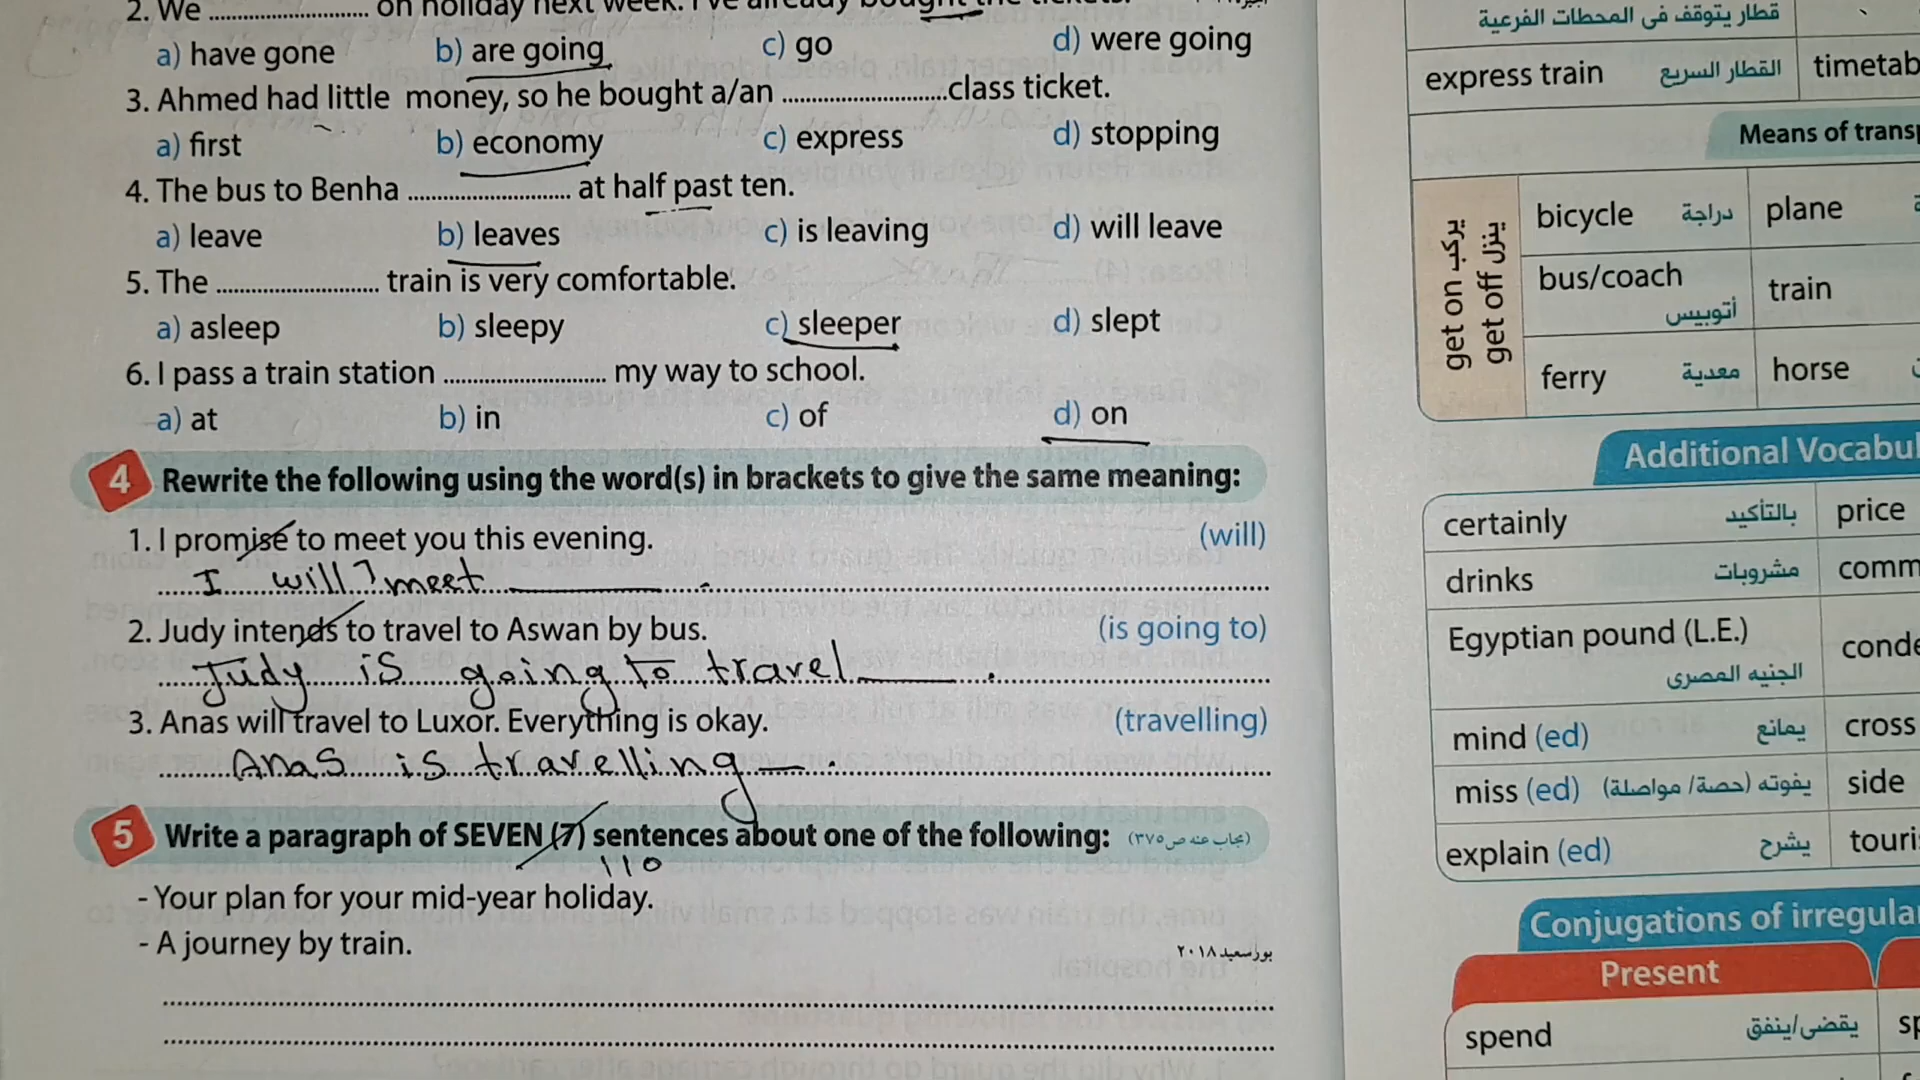 2. We ........................ on holiday next week. I've already bought the tickets.
a) have gone b) are going c) go d) were going
3. Ahmed had little money, so he bought a/an ........................class ticket.
a) first b) economy c) express d) stopping
4. The bus to Benha ........................ at half past ten.
a) leave b) leaves c) is leaving d) will leave
5. The ........................ train is very comfortable.
a) asleep b) sleepy c) sleeper d) slept
6. I pass a train station ........................ my way to school.
a) at b) in c) of d) on
4 Rewrite the following using the word(s) in brackets to give the same meaning:
1. I promise to meet you this evening. (will)
I will meet
2. Judy intends to travel to Aswan by bus. (is going to)
Judy is going to travel
3. Anas will travel to Luxor. Everything is okay. (travelling)
Anas is travelling
5 Write a paragraph of SEVEN (7) sentences about one of the following: (يجاب عنه ص ٣٧٥)
110
- Your plan for your mid-year holiday.
- A journey by train.
بورسعيد ٢٠١٨
قطار يتوقف فى المحطات الفرعية
express train القطار السريع timetab
Means of transp
get on يركب
get off ينزل
bicycle دراجة plane
bus/coach أتوبيس train
ferry معدية horse
Additional Vocabul
certainly بالتأكيد price
drinks مشروبات comm
Egyptian pound (L.E.) الجنيه المصرى conde
mind (ed) يمانع cross
miss (ed) يفوته (حصة/ مواصلة) side
explain (ed) يشرح touri
Conjugations of irregula
Present
spend يقضى/ينفق sp